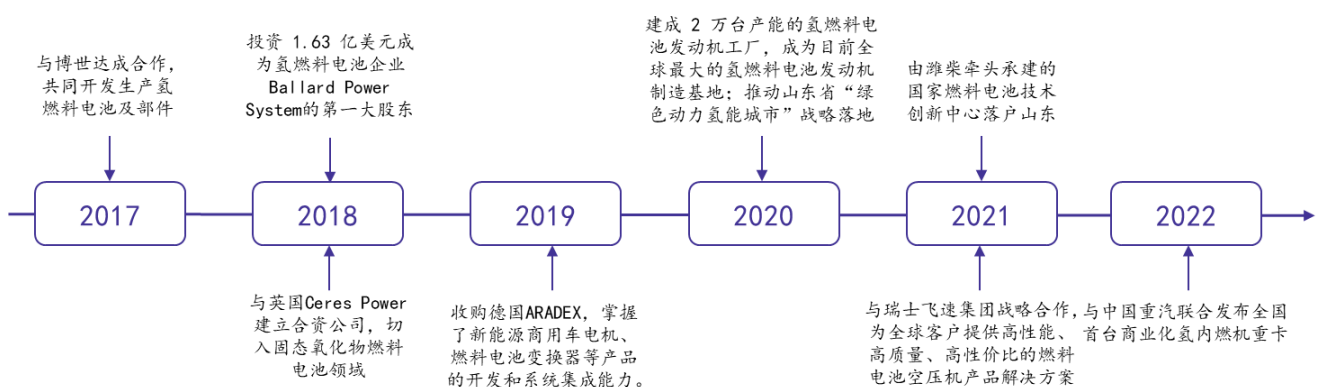 与博世达成合作，
共同开发生产氢
燃料电池及部件
投资 1.63 亿美元成
为氢燃料电池企业
Ballard Power
System的第一大股东
建成 2 万台产能的氢燃料电
池发动机工厂，成为目前全
球最大的氢燃料电池发动机
制造基地；推动山东省“绿
色动力氢能城市”战略落地
由潍柴牵头承建的
国家燃料电池技术
创新中心落户山东
2017
2018
2019
2020
2021
2022
与英国Ceres Power
建立合资公司，切
入固态氧化物燃料
电池领域
收购德国ARADEX，掌握
了新能源商用车电机、
燃料电池变换器等产品
的开发和系统集成能力。
与瑞士飞速集团战略合作，
为全球客户提供高性能、
高质量、高性价比的燃料
电池空压机产品解决方案
与中国重汽联合发布全国
首台商业化氢内燃机重卡